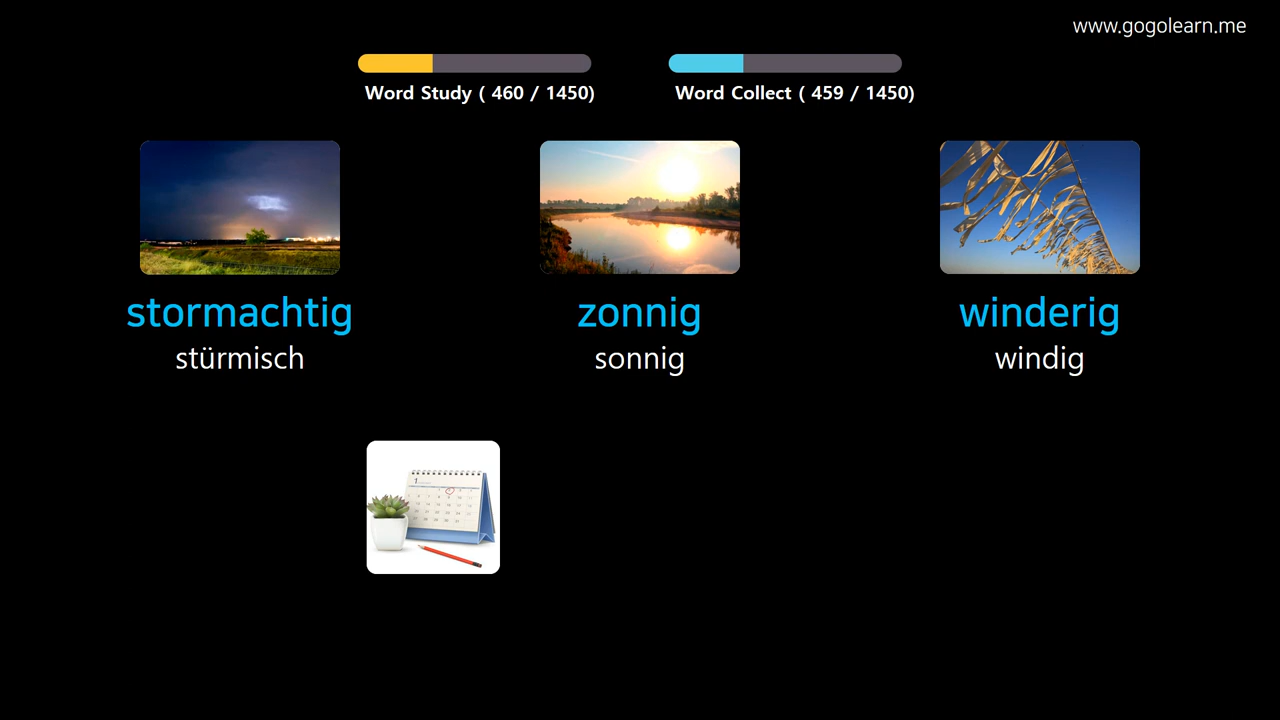 www.gogolearn.me
Word Study ( 460 / 1450)
Word Collect ( 459 / 1450)
stormachtig
zonnig
winderig
stürmisch
sonnig
windig